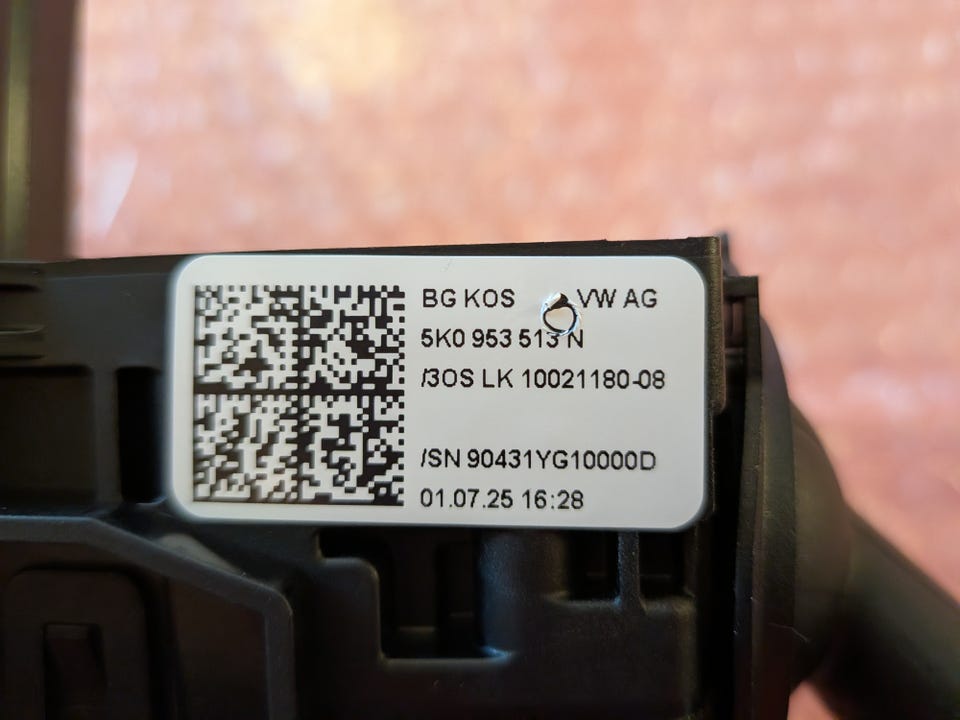 BG KOS VW AG
5K0 953 513 N
/3OS LK 10021180-08
/SN 90431YG10000D
01.07.25 16:28